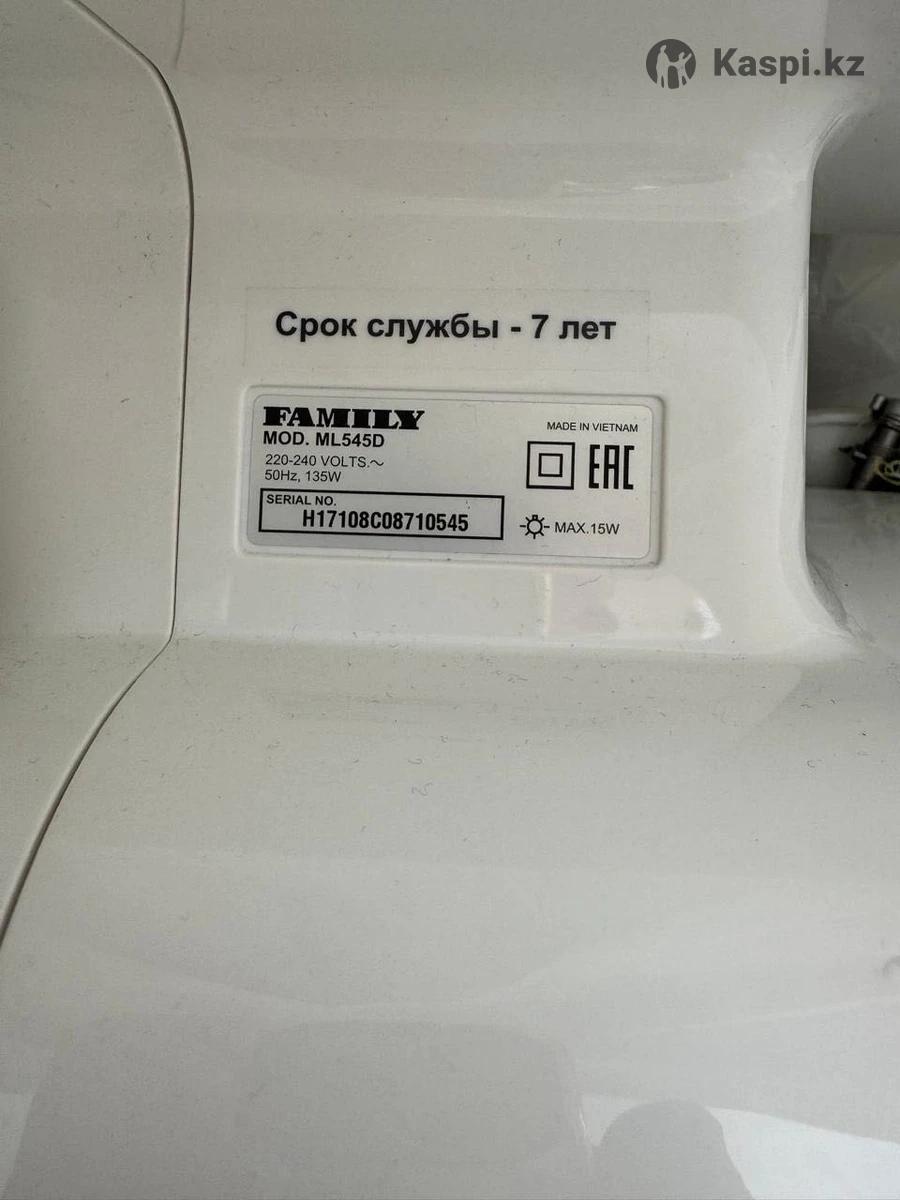 Kaspi.kz
Срок службы - 7 лет
FAMILY
MOD. ML545D
220-240 VOLTS.~
50Hz, 135W
SERIAL NO.
H17108C08710545
MADE IN VIETNAM
EAC
MAX.15W